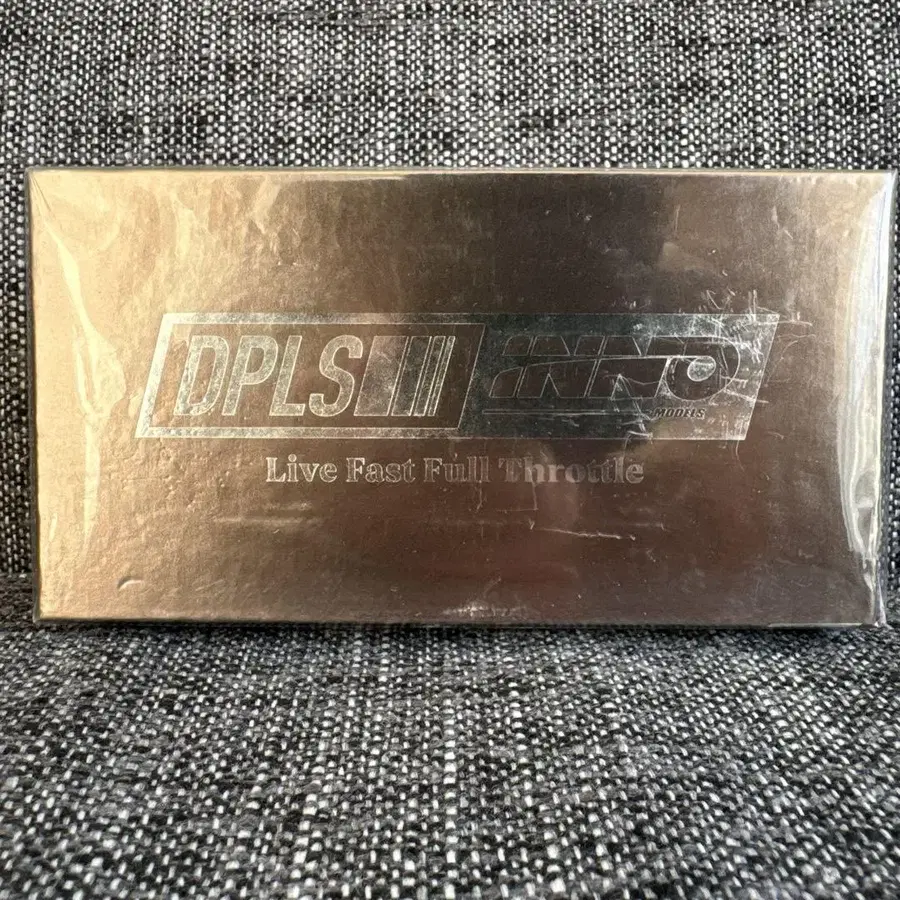 DPLS INNO
MODELS
Live Fast Full Throttle